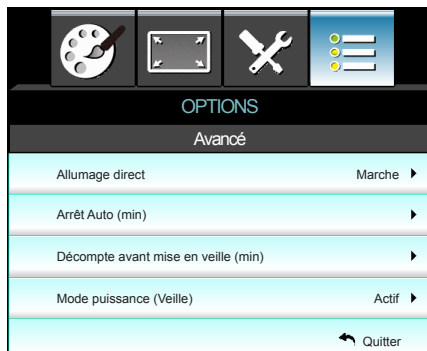 OPTIONS
Avancé
Allumage direct Marche
Arrêt Auto (min)
Décompte avant mise en veille (min)
Mode puissance (Veille) Actif
Quitter